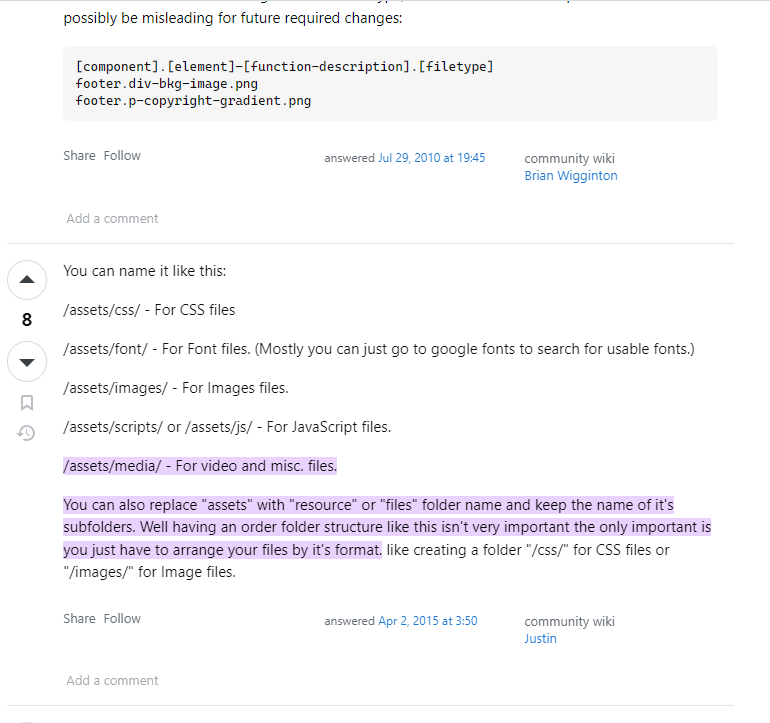 possibly be misleading for future required changes:
[component].[element]-[function-description].[filetype]
footer.div-bkg-image.png
footer.p-copyright-gradient.png
Share Follow
answered Jul 29, 2010 at 19:45
community wiki
Brian Wigginton
Add a comment
You can name it like this:
8
/assets/css/ - For CSS files
/assets/font/ - For Font files. (Mostly you can just go to google fonts to search for usable fonts.)
/assets/images/ - For Images files.
/assets/scripts/ or /assets/js/ - For JavaScript files.
/assets/media/ - For video and misc. files.
You can also replace "assets" with "resource" or "files" folder name and keep the name of it's
subfolders. Well having an order folder structure like this isn't very important the only important is
you just have to arrange your files by it's format. like creating a folder "/css/" for CSS files or
"/images/" for Image files.
Share Follow
answered Apr 2, 2015 at 3:50
community wiki
Justin
Add a comment